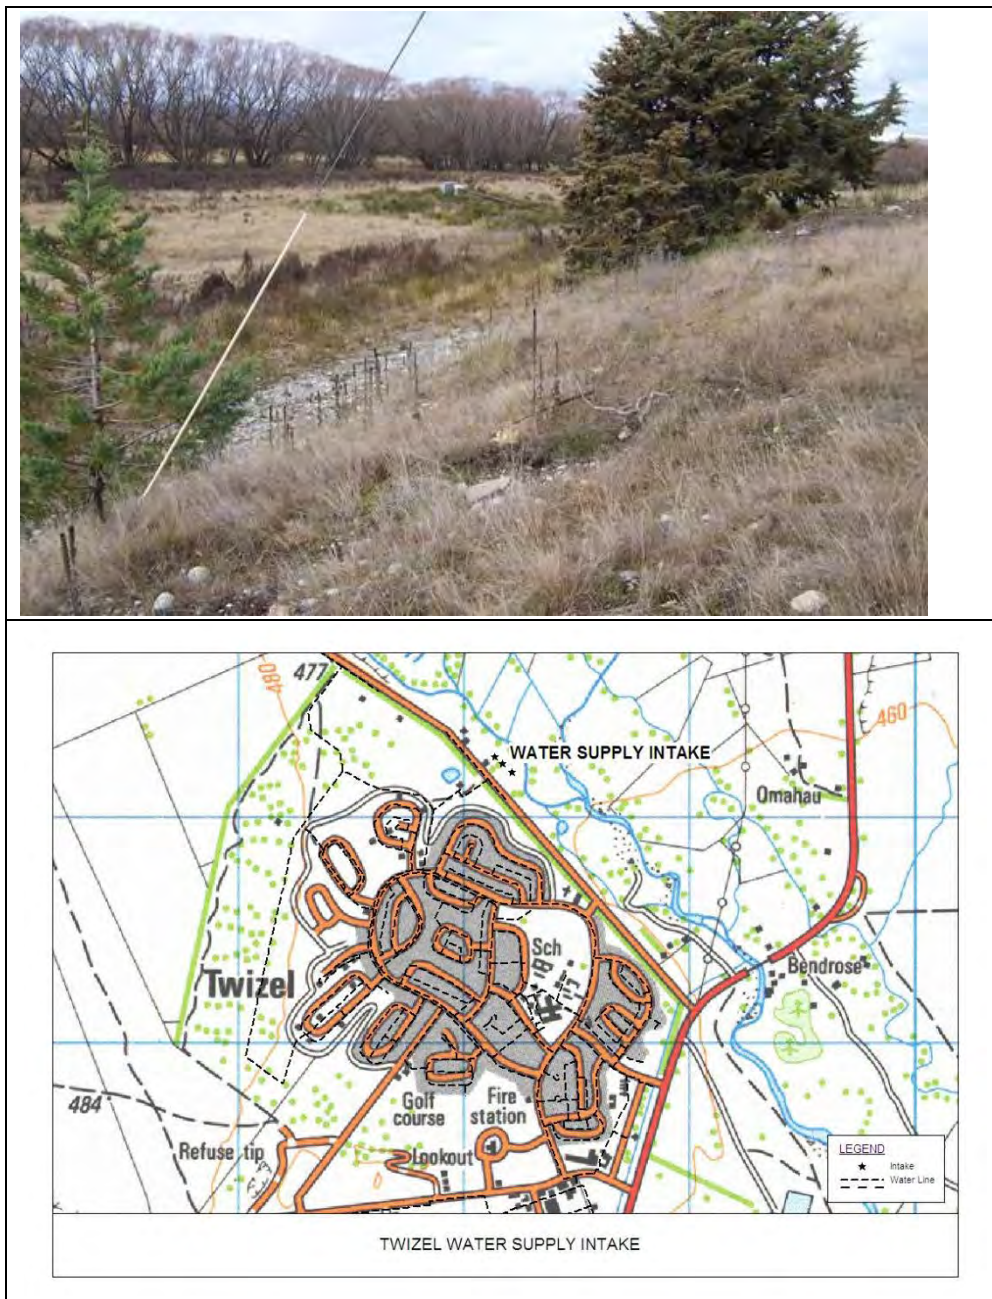 477
480
WATER SUPPLY INTAKE
460
Omahau
Sch
Bendrose
Twizel
484
Golf
course
Fire
station
Refuse tip
Lookout
LEGEND
Intake
Water Line
TWIZEL WATER SUPPLY INTAKE